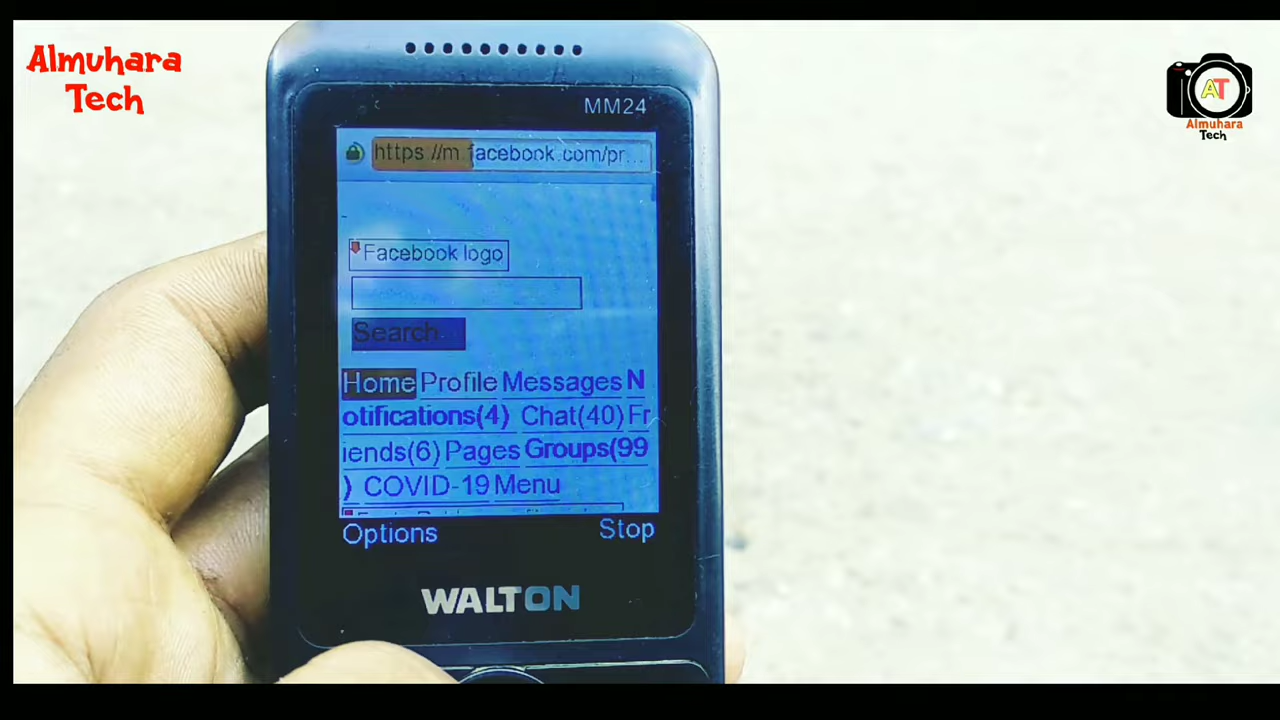 Almuhara
Tech
MM24
AT
Almuhara
Tech
https://m.facebook.com/pr...
Facebook logo
Search
Home Profile Messages N
otifications(4) Chat(40) Fr
iends(6) Pages Groups(99
) COVID-19 Menu
Options Stop
WALTON